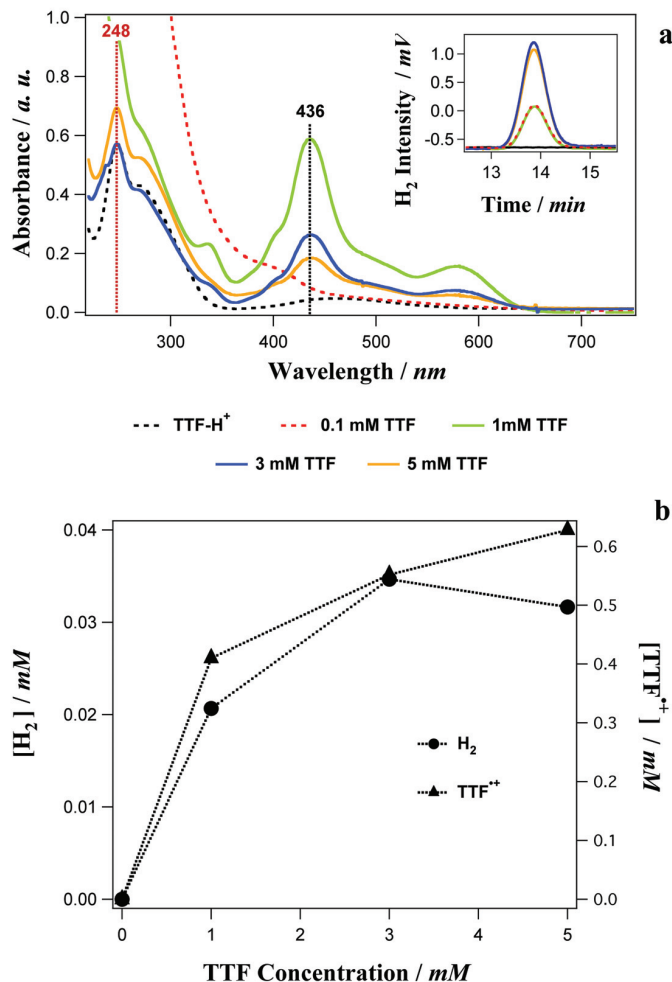 a
1.0
0.8
0.6
0.4
0.2
0.0
Absorbance / a. u.
248
436
300
400
500
600
700
Wavelength / nm
H2 Intensity / mV
1.0
0.5
0.0
-0.5
13
14
15
Time / min
TTF-H+
0.1 mM TTF
1mM TTF
3 mM TTF
5 mM TTF
b
0.04
0.03
0.02
0.01
0.00
[H2] / mM
0.6
0.5
0.4
0.3
0.2
0.1
0.0
[TTF•+] / mM
H2
TTF•+
0
1
2
3
4
5
TTF Concentration / mM